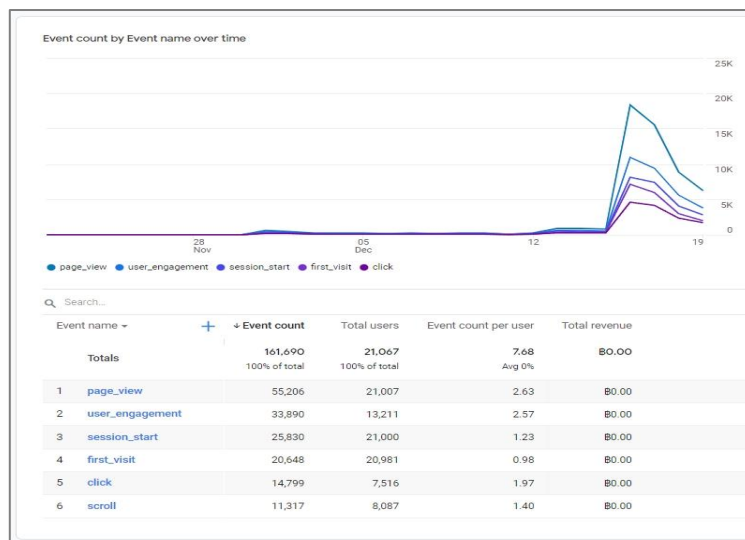 Event count by Event name over time
25K
20K
15K
10K
5K
0
28 05 12 19
Nov Dec
page_view user_engagement session_start first_visit click
Search...
Event name + ↓ Event count Total users Event count per user Total revenue
Totals 161,690 21,067 7.68 ฿0.00
100% of total 100% of total Avg 0%
1 page_view 55,206 21,007 2.63 ฿0.00
2 user_engagement 33,890 13,211 2.57 ฿0.00
3 session_start 25,830 21,000 1.23 ฿0.00
4 first_visit 20,648 20,981 0.98 ฿0.00
5 click 14,799 7,516 1.97 ฿0.00
6 scroll 11,317 8,087 1.40 ฿0.00